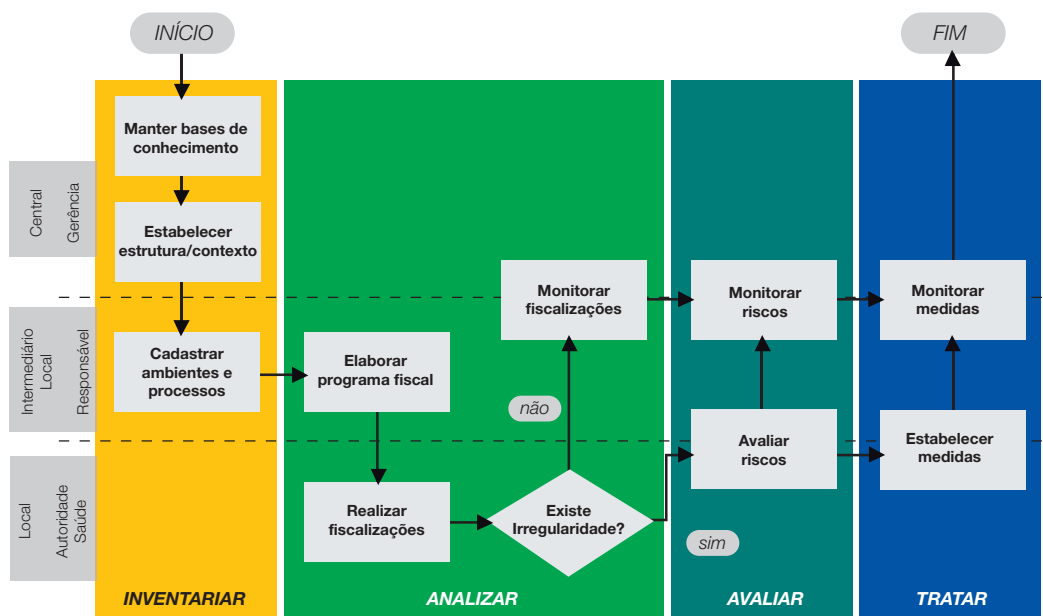 INÍCIO
FIM
Manter bases de
conhecimento
Central
Gerência
Estabelecer
estrutura/contexto
Monitorar
fiscalizações
Monitorar
riscos
Monitorar
medidas
Intermediário
Local
Responsável
Cadastrar
ambientes e
processos
Elaborar
programa fiscal
não
Avaliar
riscos
Estabelecer
medidas
Local
Autoridade
Saúde
Realizar
fiscalizações
Existe
Irregularidade?
sim
INVENTARIAR
ANALIZAR
AVALIAR
TRATAR